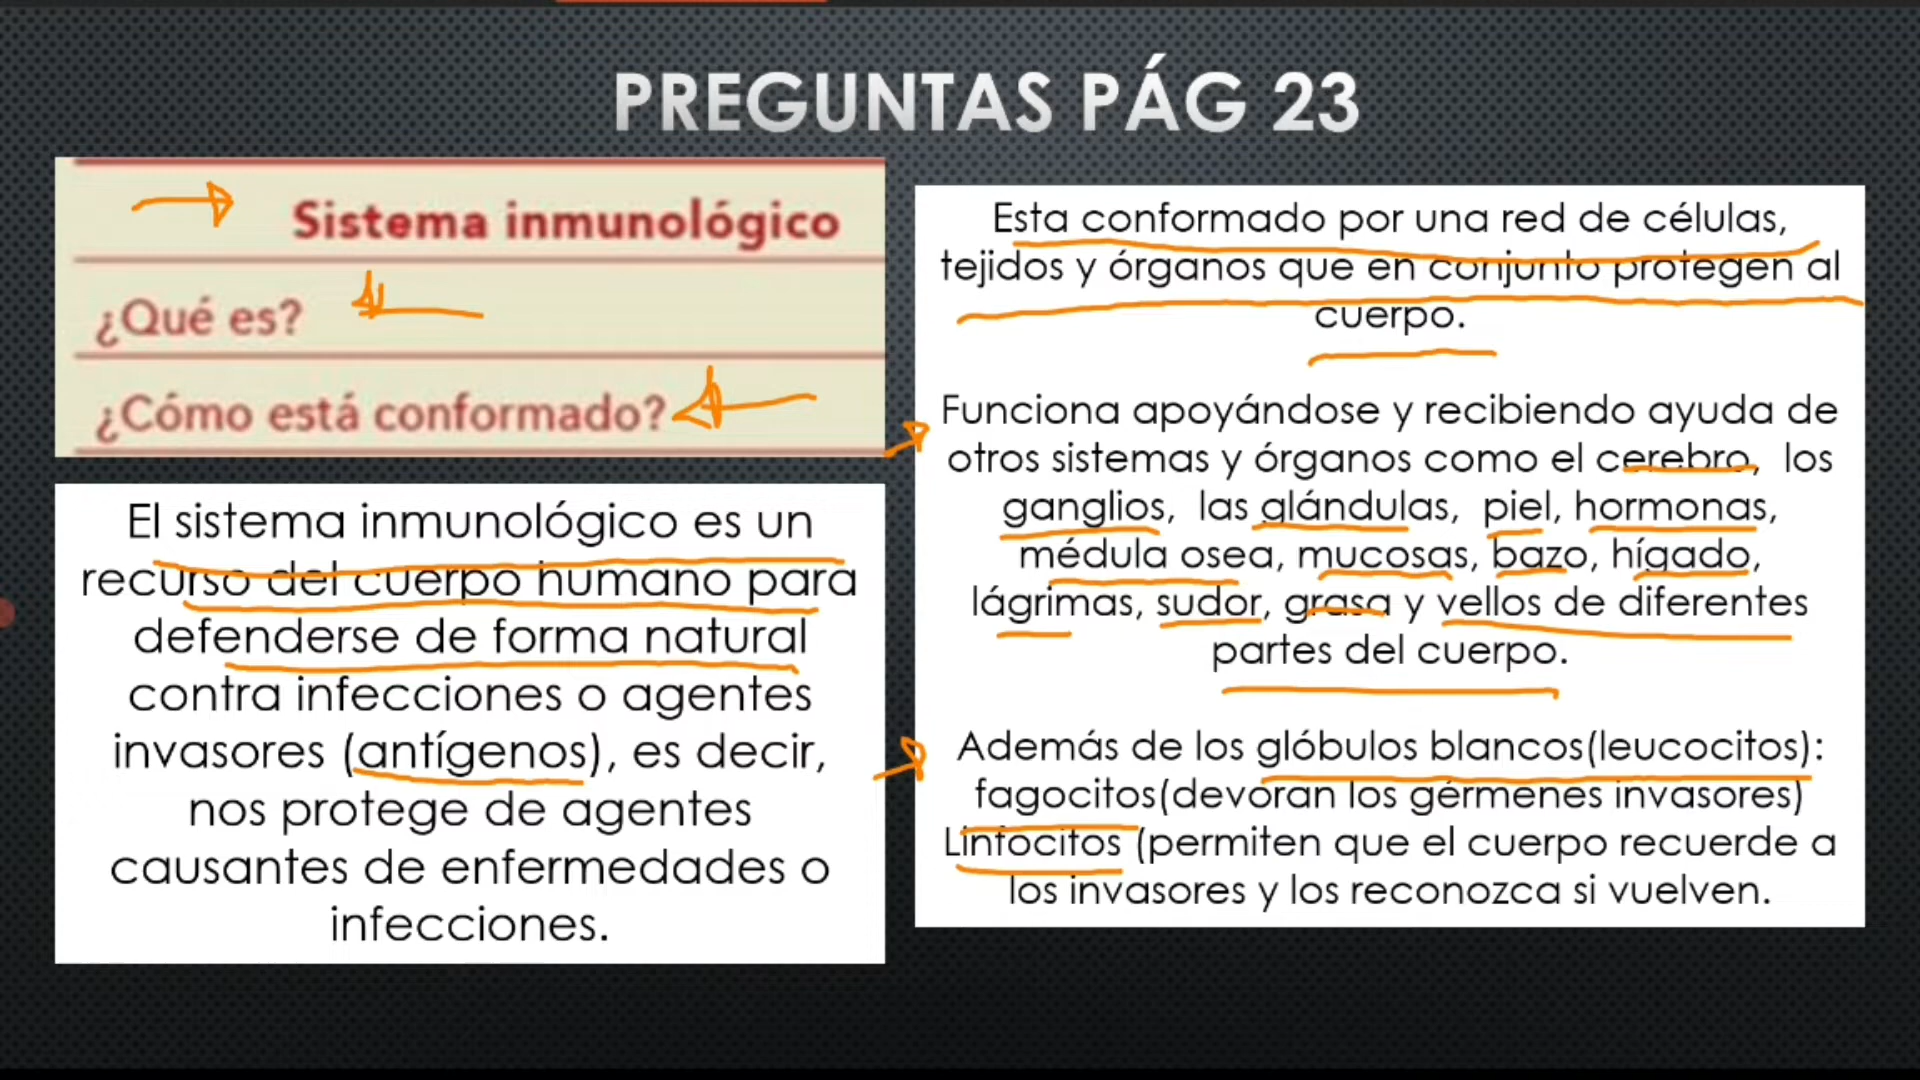 PREGUNTAS PÁG 23
Sistema inmunológico
¿Qué es?
¿Cómo está conformado?
El sistema inmunológico es un
recurso del cuerpo humano para
defenderse de forma natural
contra infecciones o agentes
invasores (antígenos), es decir,
nos protege de agentes
causantes de enfermedades o
infecciones.
Esta conformado por una red de células,
tejidos y órganos que en conjunto protegen al
cuerpo.
Funciona apoyándose y recibiendo ayuda de
otros sistemas y órganos como el cerebro, los
ganglios, las glándulas, piel, hormonas,
médula osea, mucosas, bazo, hígado,
lágrimas, sudor, grasa y vellos de diferentes
partes del cuerpo.
Además de los glóbulos blancos(leucocitos):
fagocitos(devoran los gérmenes invasores)
Linfocitos (permiten que el cuerpo recuerde a
los invasores y los reconozca si vuelven.